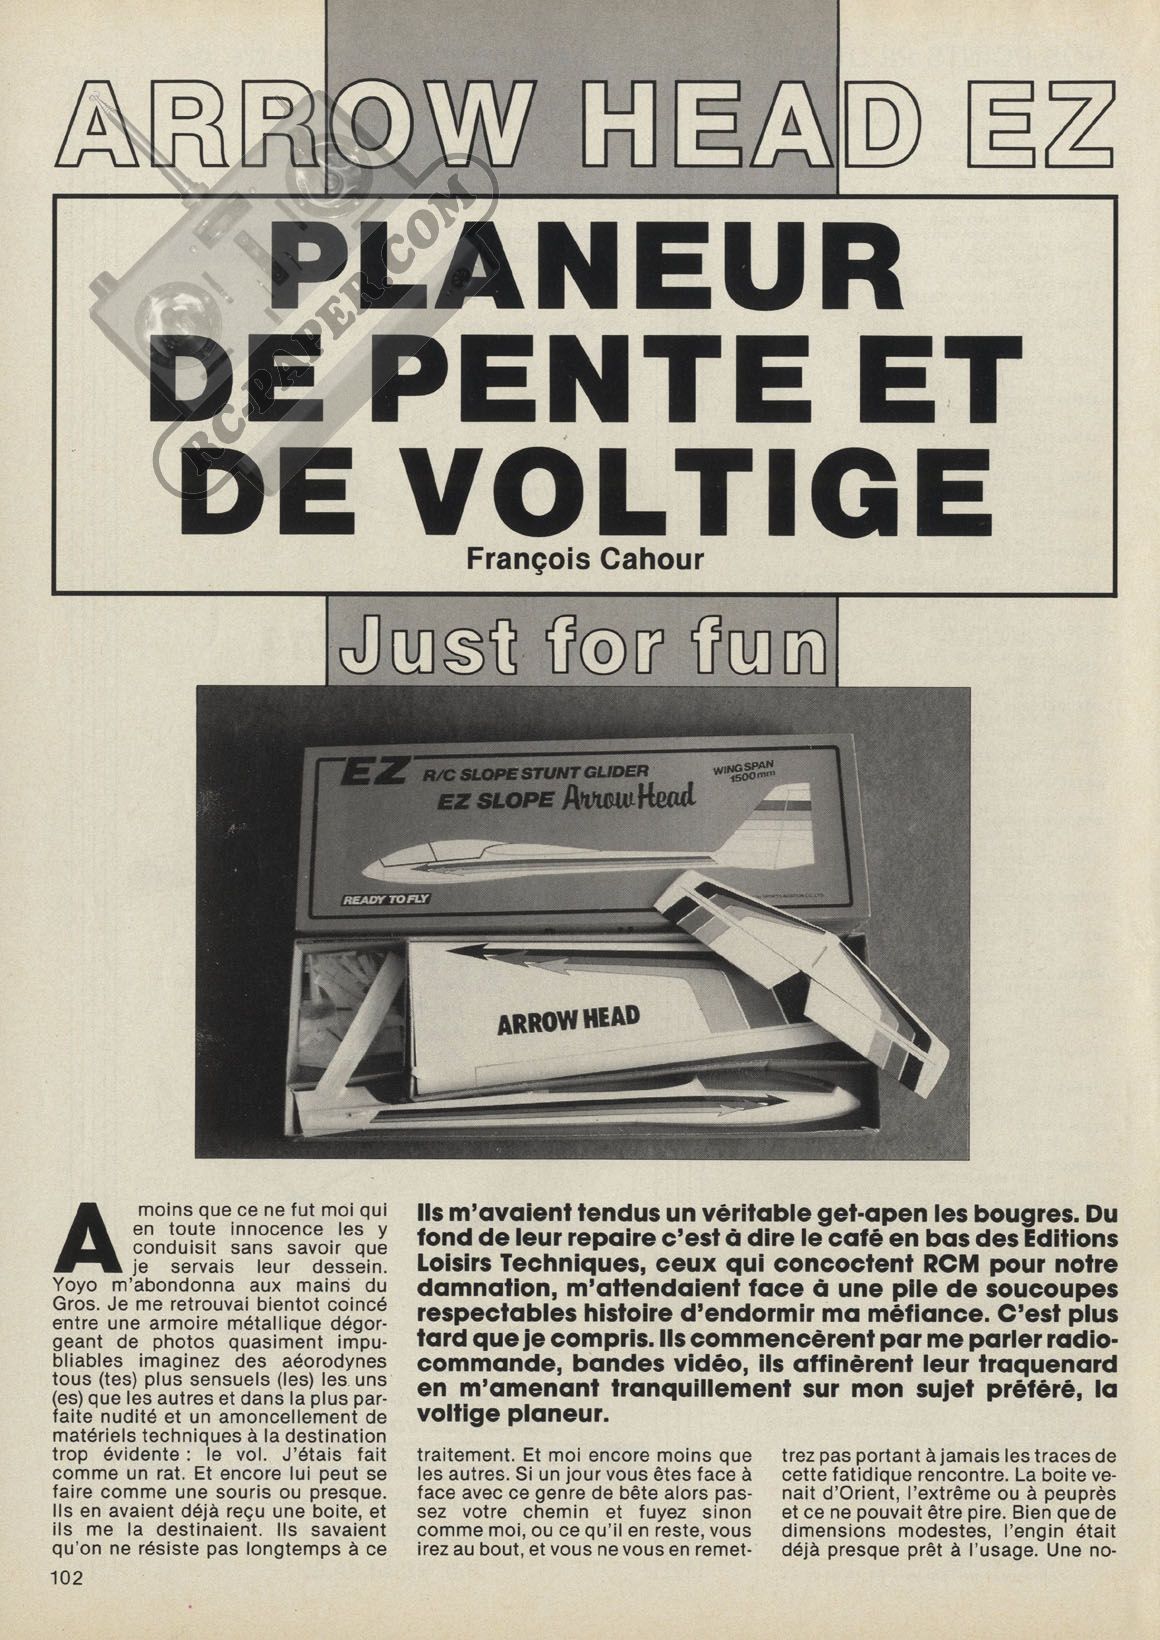 ARROW HEAD EZ
PLANEUR
DE PENTE ET
DE VOLTIGE
François Cahour
RC-PAPER.COM
Just for fun
EZ R/C SLOPE STUNT GLIDER
EZ SLOPE Arrow Head
WING SPAN
1500mm
READY TO FLY
ARROW HEAD
Ils m'avaient tendus un véritable get-apen les bougres. Du
fond de leur repaire c'est à dire le café en bas des Editions
Loisirs Techniques, ceux qui concoctent RCM pour notre
damnation, m'attendaient face à une pile de soucoupes
respectables histoire d'endormir ma méfiance. C'est plus
tard que je compris. Ils commencèrent par me parler radio-
commande, bandes vidéo, ils affinèrent leur traquenard
en m'amenant tranquillement sur mon sujet préféré, la
voltige planeur.
A moins que ce ne fut moi qui
en toute innocence les y
conduisit sans savoir que
je servais leur dessein.
Yoyo m'abondonna aux mains du
Gros. Je me retrouvai bientot coincé
entre une armoire métallique dégor-
geant de photos quasiment impu-
bliables imaginez des aéorodynes
tous (tes) plus sensuels (les) les uns
(es) que les autres et dans la plus par-
faite nudité et un amoncellement de
matériels techniques à la destination
trop évidente : le vol. J'étais fait
comme un rat. Et encore lui peut se
faire comme une souris ou presque.
Ils en avaient déjà reçu une boite, et
ils me la destinaient. Ils savaient
qu'on ne résiste pas longtemps à ce
traitement. Et moi encore moins que
les autres. Si un jour vous êtes face à
face avec ce genre de bête alors pas-
sez votre chemin et fuyez sinon
comme moi, ou ce qu'il en reste, vous
irez au bout, et vous ne vous en remet-
trez pas portant à jamais les traces de
cette fatidique rencontre. La boite ve-
nait d'Orient, l'extrême ou à peuprès
et ce ne pouvait être pire. Bien que de
dimensions modestes, l'engin était
déjà presque prêt à l'usage. Une no-
102